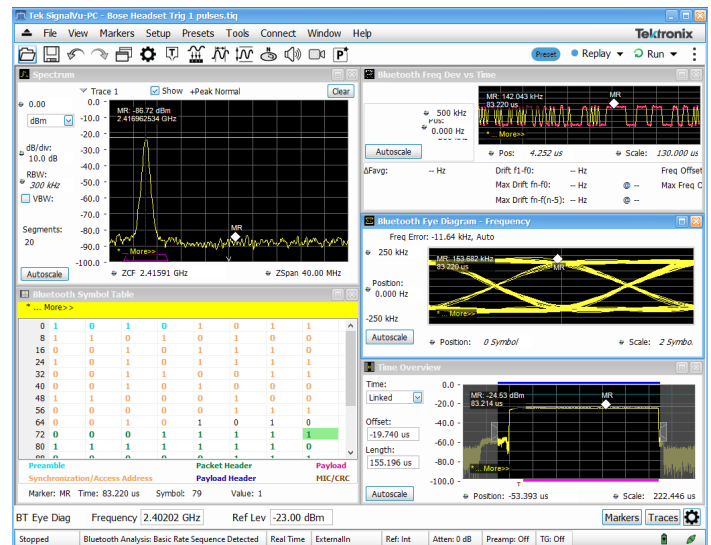 Tek SignalVu-PC - Bose Headset Trig 1 pulses.tiq
File View Markers Setup Presets Tools Connect Window Help
Tektronix
Preset Replay Run
Spectrum
Trace 1 Show +Peak Normal Clear
0.00
dBm
dB/div:
10.0 dB
RBW:
300 kHz
VBW:
Segments:
20
Autoscale
0.0
-10.0
-20.0
-30.0
-40.0
-50.0
-60.0
-70.0
-80.0
-90.0
-100.0
MR: -86.72 dBm
2.416962534 GHz
MR
* ... More>>
ZCF 2.41591 GHz ZSpan 40.00 MHz
Bluetooth Freq Dev vs Time
500 kHz
0.000 Hz
Autoscale
MR: 142.043 kHz
83.220 us
MR
* ... More>>
Pos: 4.252 us Scale: 130.000 us
ΔFavg: -- Hz Drift f1-f0: -- Hz Freq Offset
Max Drift fn-f0: -- Hz @ -- Max Freq
Max Drift fn-f(n-5): -- Hz @ --
Bluetooth Eye Diagram - Frequency
Freq Error: -11.64 kHz, Auto
250 kHz
Position:
0.000 Hz
-250 kHz
Autoscale
MR: 153.682 kHz
83.220 us
MR
* ... More>>
Position: 0 Symbol Scale: 2 Symbo.
Bluetooth Symbol Table
* ... More>>
0 1 0 1 0 1 0 1 1
8 1 1 0 1 0 1 0 0
16 0 0 0 1 0 1 1 0
24 0 1 0 1 1 1 1 1
32 0 0 1 1 0 0 1 0
40 0 0 1 0 1 0 0 0
48 1 1 0 0 0 1 0 0
56 0 0 0 0 0 1 1 1
64 0 0 1 0 1 0 1 0
72 0 0 0 1 1 1 1 1
80 1 1 1 1 1 1 1 0
Preamble Packet Header Payload
Synchronization/Access Address Payload Header MIC/CRC
Marker: MR Time: 83.220 us Symbol: 79 Value: 1
Time Overview
Time:
Linked
Offset:
-19.740 us
Length:
155.196 us
Autoscale
0.0
-20.0
-40.0
-60.0
-80.0
-100.0
MR: -24.53 dBm
83.214 us
MR
* ... More>>
T
Position: -53.393 us Scale: 222.446 us
BT Eye Diag Frequency 2.40202 GHz Ref Lev -23.00 dBm Markers Traces
Stopped Bluetooth Analysis: Basic Rate Sequence Detected Real Time ExternalIn Ref: Int Atten: 0 dB Preamp: Off TG: Off